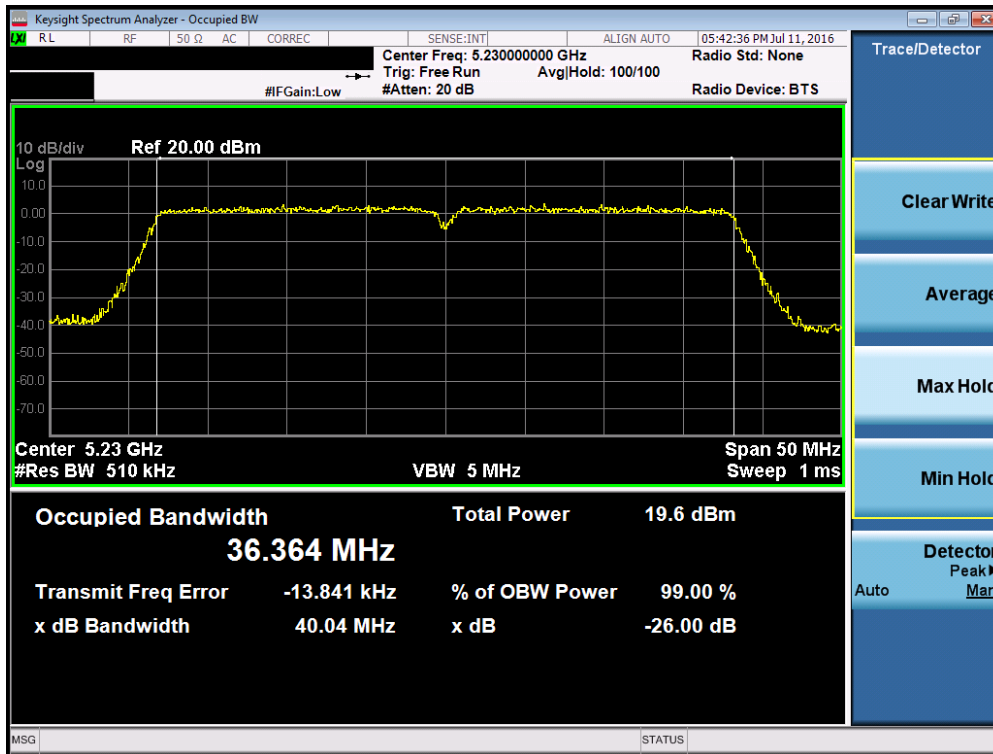 Keysight Spectrum Analyzer - Occupied BW
LXI RL RF 50 Ω AC CORREC SENSE:INT ALIGN AUTO 05:42:36 PM Jul 11, 2016
Center Freq: 5.230000000 GHz Radio Std: None
Trig: Free Run Avg|Hold: 100/100
#IFGain:Low #Atten: 20 dB Radio Device: BTS
Trace/Detector
10 dB/div Ref 20.00 dBm
Log
10.0
0.00
-10.0
-20.0
-30.0
-40.0
-50.0
-60.0
-70.0
Center 5.23 GHz Span 50 MHz
#Res BW 510 kHz VBW 5 MHz Sweep 1 ms
Occupied Bandwidth Total Power 19.6 dBm
36.364 MHz
Transmit Freq Error -13.841 kHz % of OBW Power 99.00 %
x dB Bandwidth 40.04 MHz x dB -26.00 dB
Clear Write
Average
Max Hold
Min Hold
Detector
Peak
Auto Man
MSG STATUS